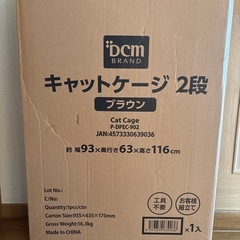 DCM
BRAND
キャットケージ 2段
ブラウン
Cat Cage
P-DPEC-902
JAN:4573330639036
約 幅93×奥行き63×高さ116cm
Lot No.:
C/No:
Quantity:1pcs/ctn
Carton Size:935×635×175mm
Gross Weight:16.3kg
Made in CHINA
工具
不要
お客様
組立て
×1入